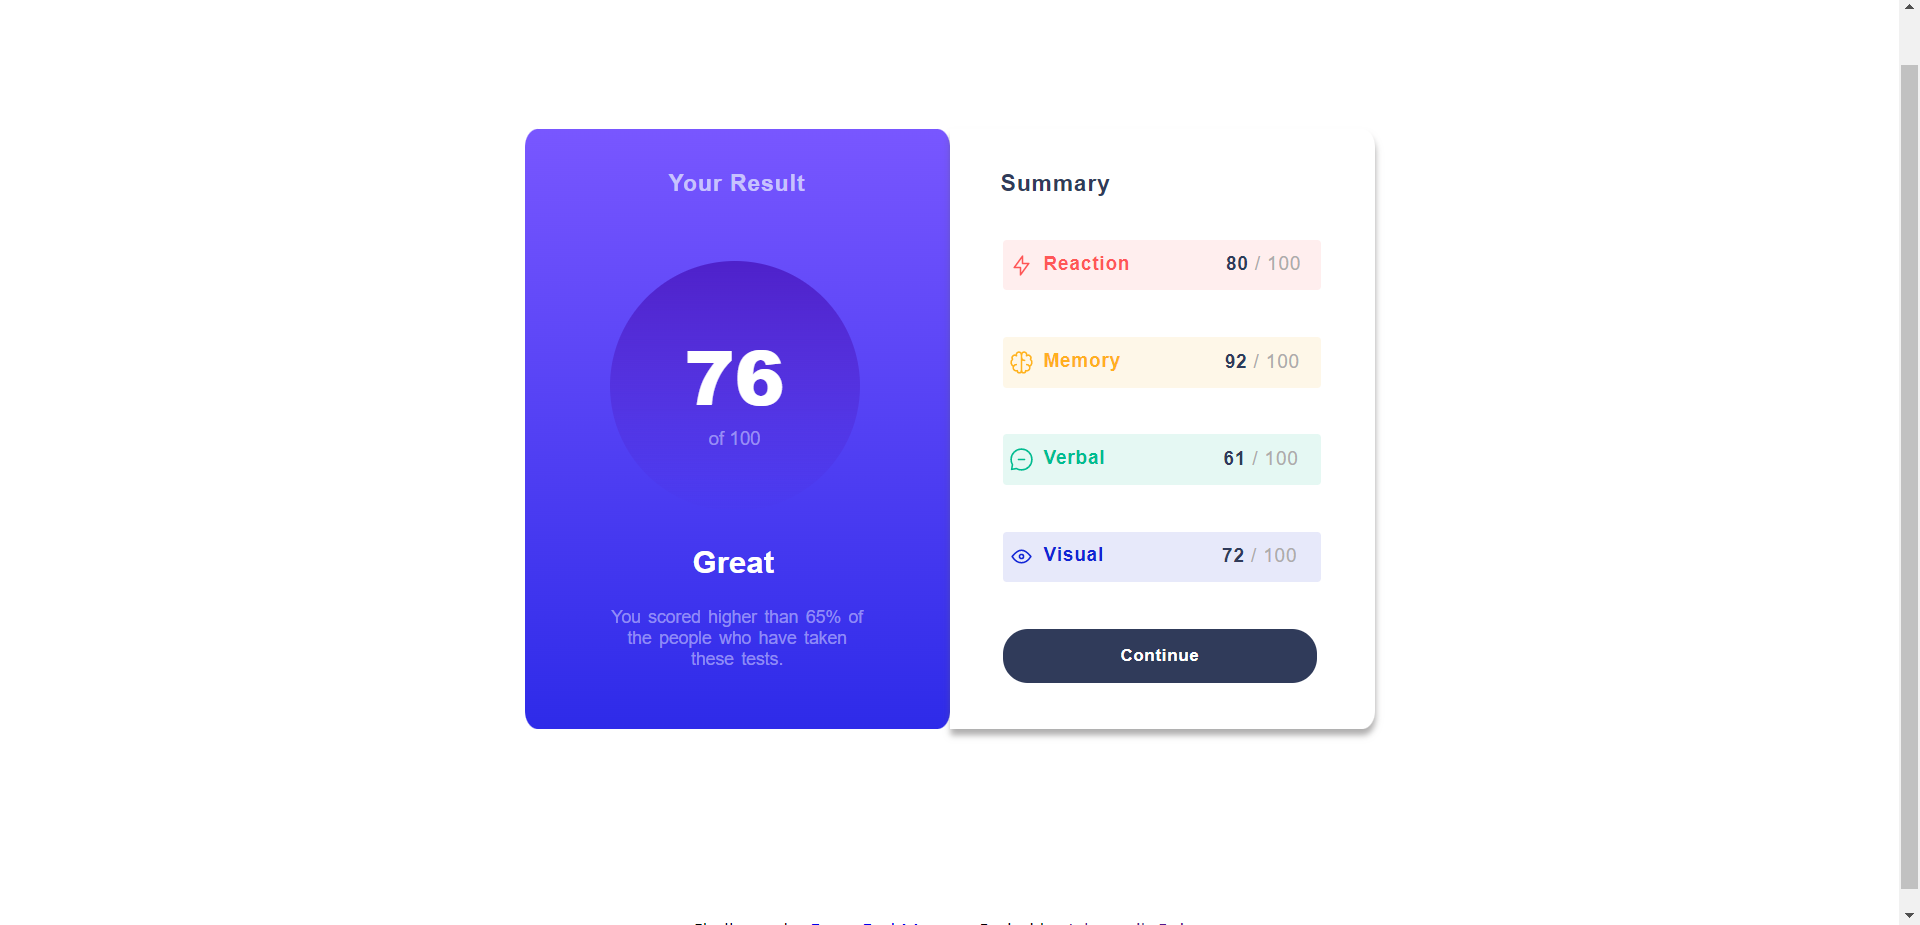 Your Result
76
of 100
Great
You scored higher than 65% of
the people who have taken
these tests.
Summary
Reaction 80 / 100
Memory 92 / 100
Verbal 61 / 100
Visual 72 / 100
Continue